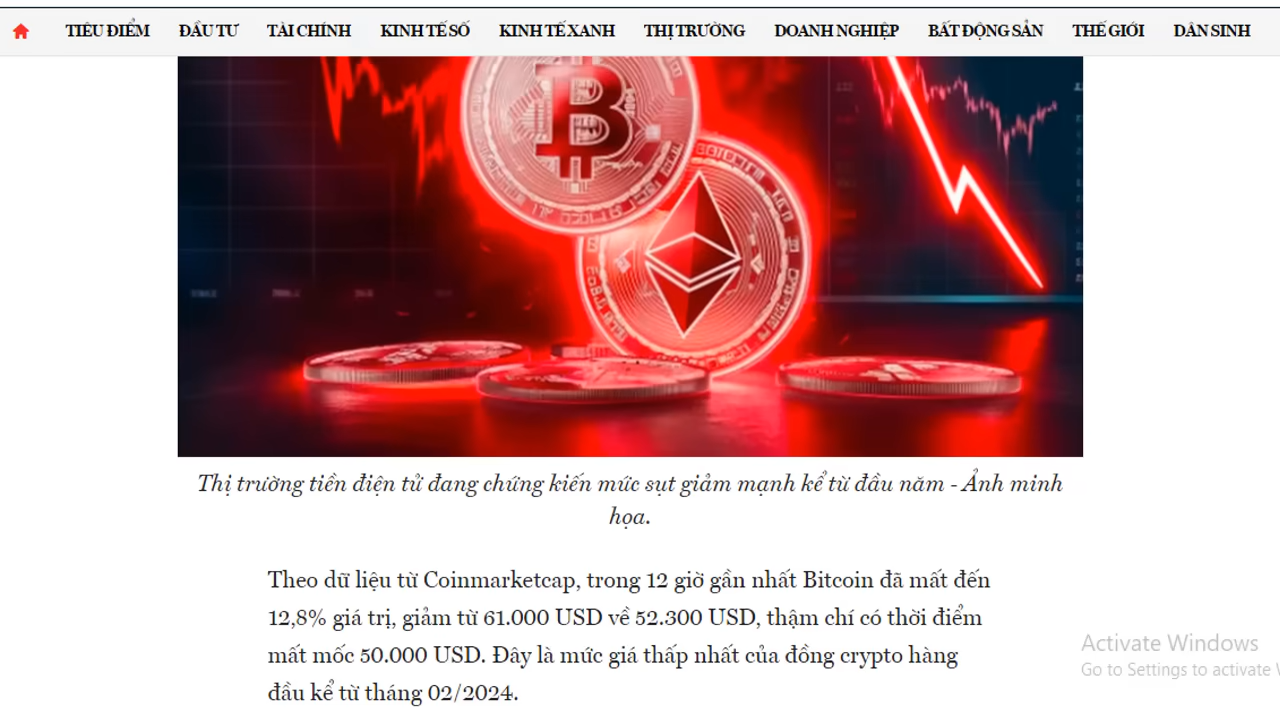 TIÊU ĐIỂM ĐẦU TƯ TÀI CHÍNH KINH TẾ SỐ KINH TẾ XANH THỊ TRƯỜNG DOANH NGHIỆP BẤT ĐỘNG SẢN THẾ GIỚI DÂN SINH
Thị trường tiền điện tử đang chứng kiến mức sụt giảm mạnh kể từ đầu năm - Ảnh minh
họa.
Theo dữ liệu từ Coinmarketcap, trong 12 giờ gần nhất Bitcoin đã mất đến
12,8% giá trị, giảm từ 61.000 USD về 52.300 USD, thậm chí có thời điểm
mất mốc 50.000 USD. Đây là mức giá thấp nhất của đồng crypto hàng
đầu kể từ tháng 02/2024.
Activate Windows
Go to Settings to activate W